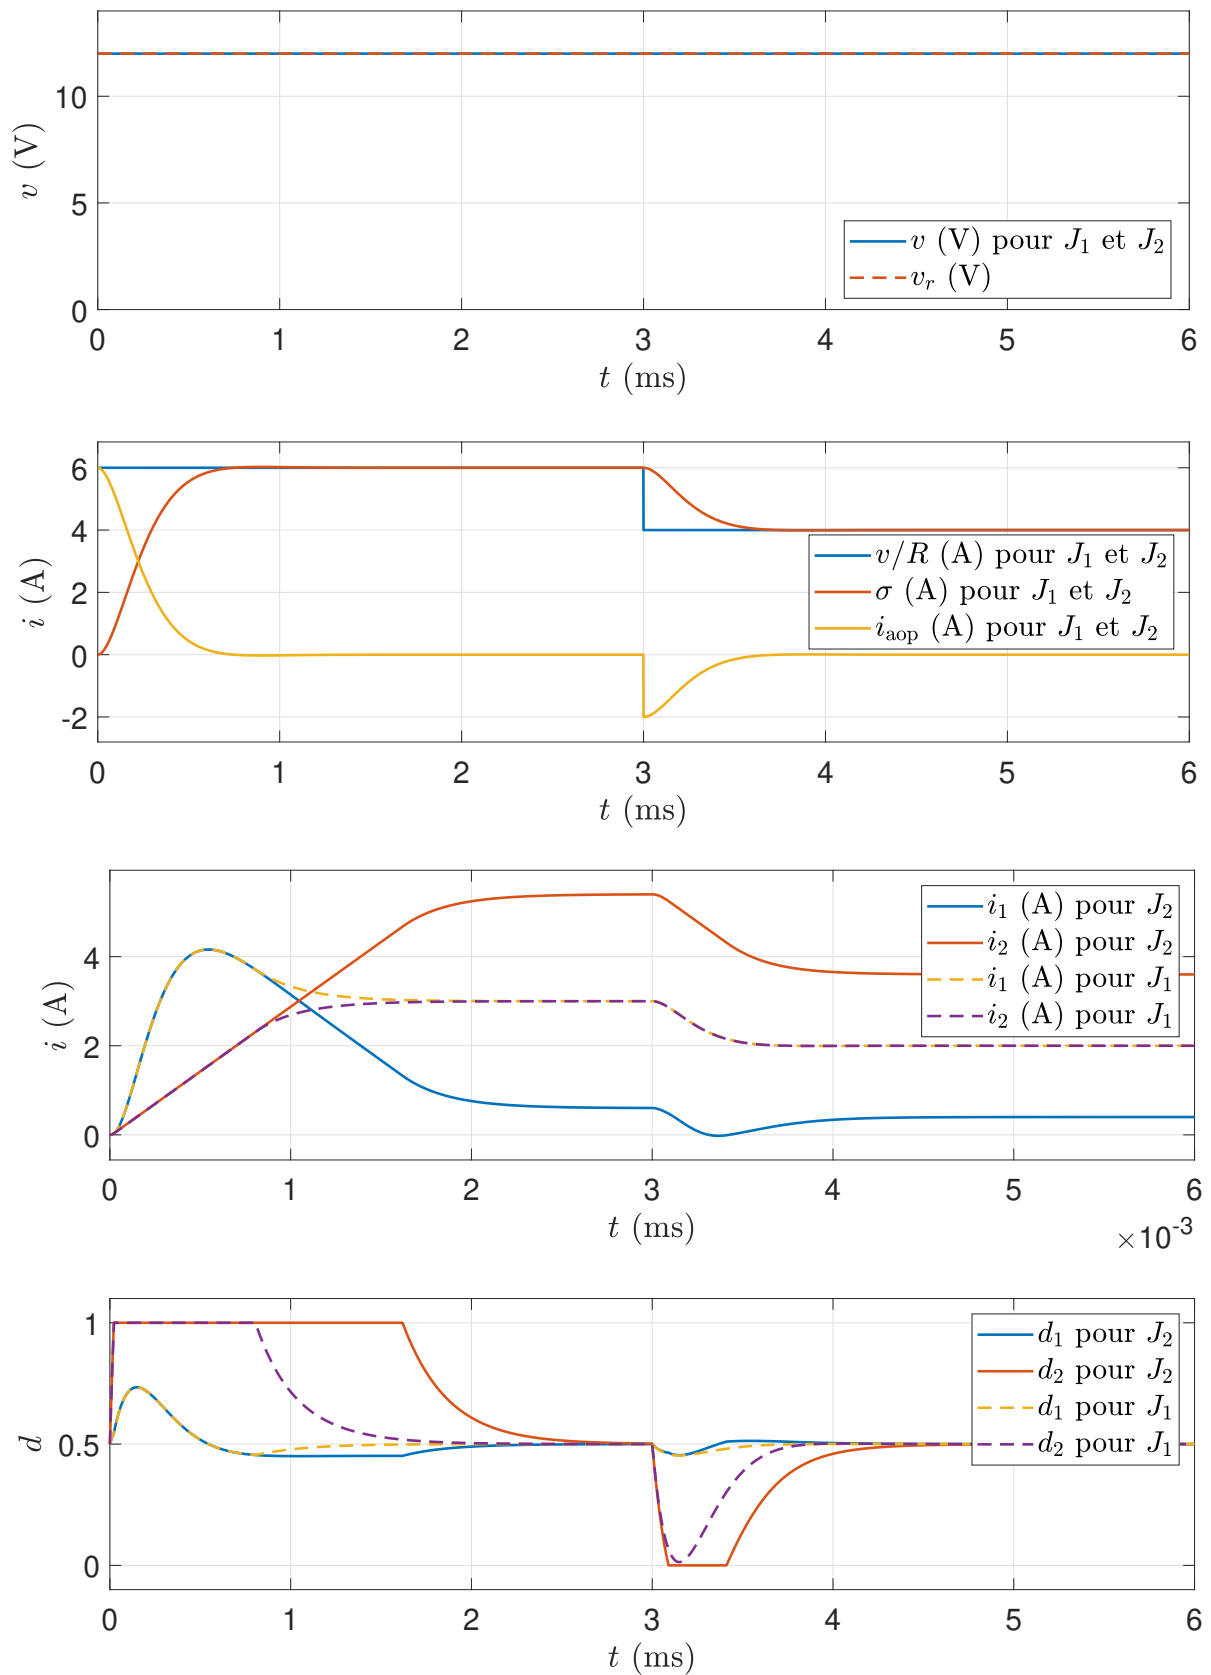 v (V)
10
5
0
v (V) pour J₁ et J₂
vᵣ (V)
0 1 2 3 4 5 6
t (ms)
i (A)
6
4
2
0
-2
v/R (A) pour J₁ et J₂
σ (A) pour J₁ et J₂
i_aop (A) pour J₁ et J₂
0 1 2 3 4 5 6
t (ms)
i (A)
4
2
0
i₁ (A) pour J₂
i₂ (A) pour J₂
i₁ (A) pour J₁
i₂ (A) pour J₁
0 1 2 3 4 5 6
t (ms)
×10⁻³
d
1
0.5
0
d₁ pour J₂
d₂ pour J₂
d₁ pour J₁
d₂ pour J₁
0 1 2 3 4 5 6
t (ms)